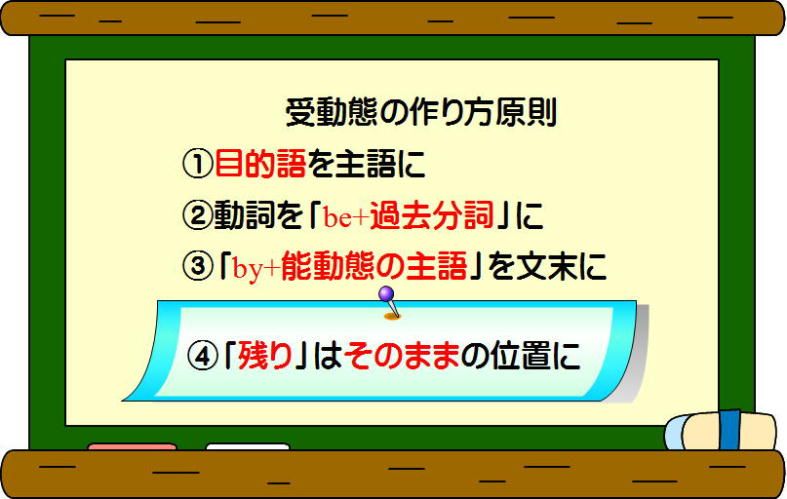 受動態の作り方原則
①目的語を主語に
②動詞を「be+過去分詞」に
③「by+能動態の主語」を文末に
④「残り」はそのままの位置に